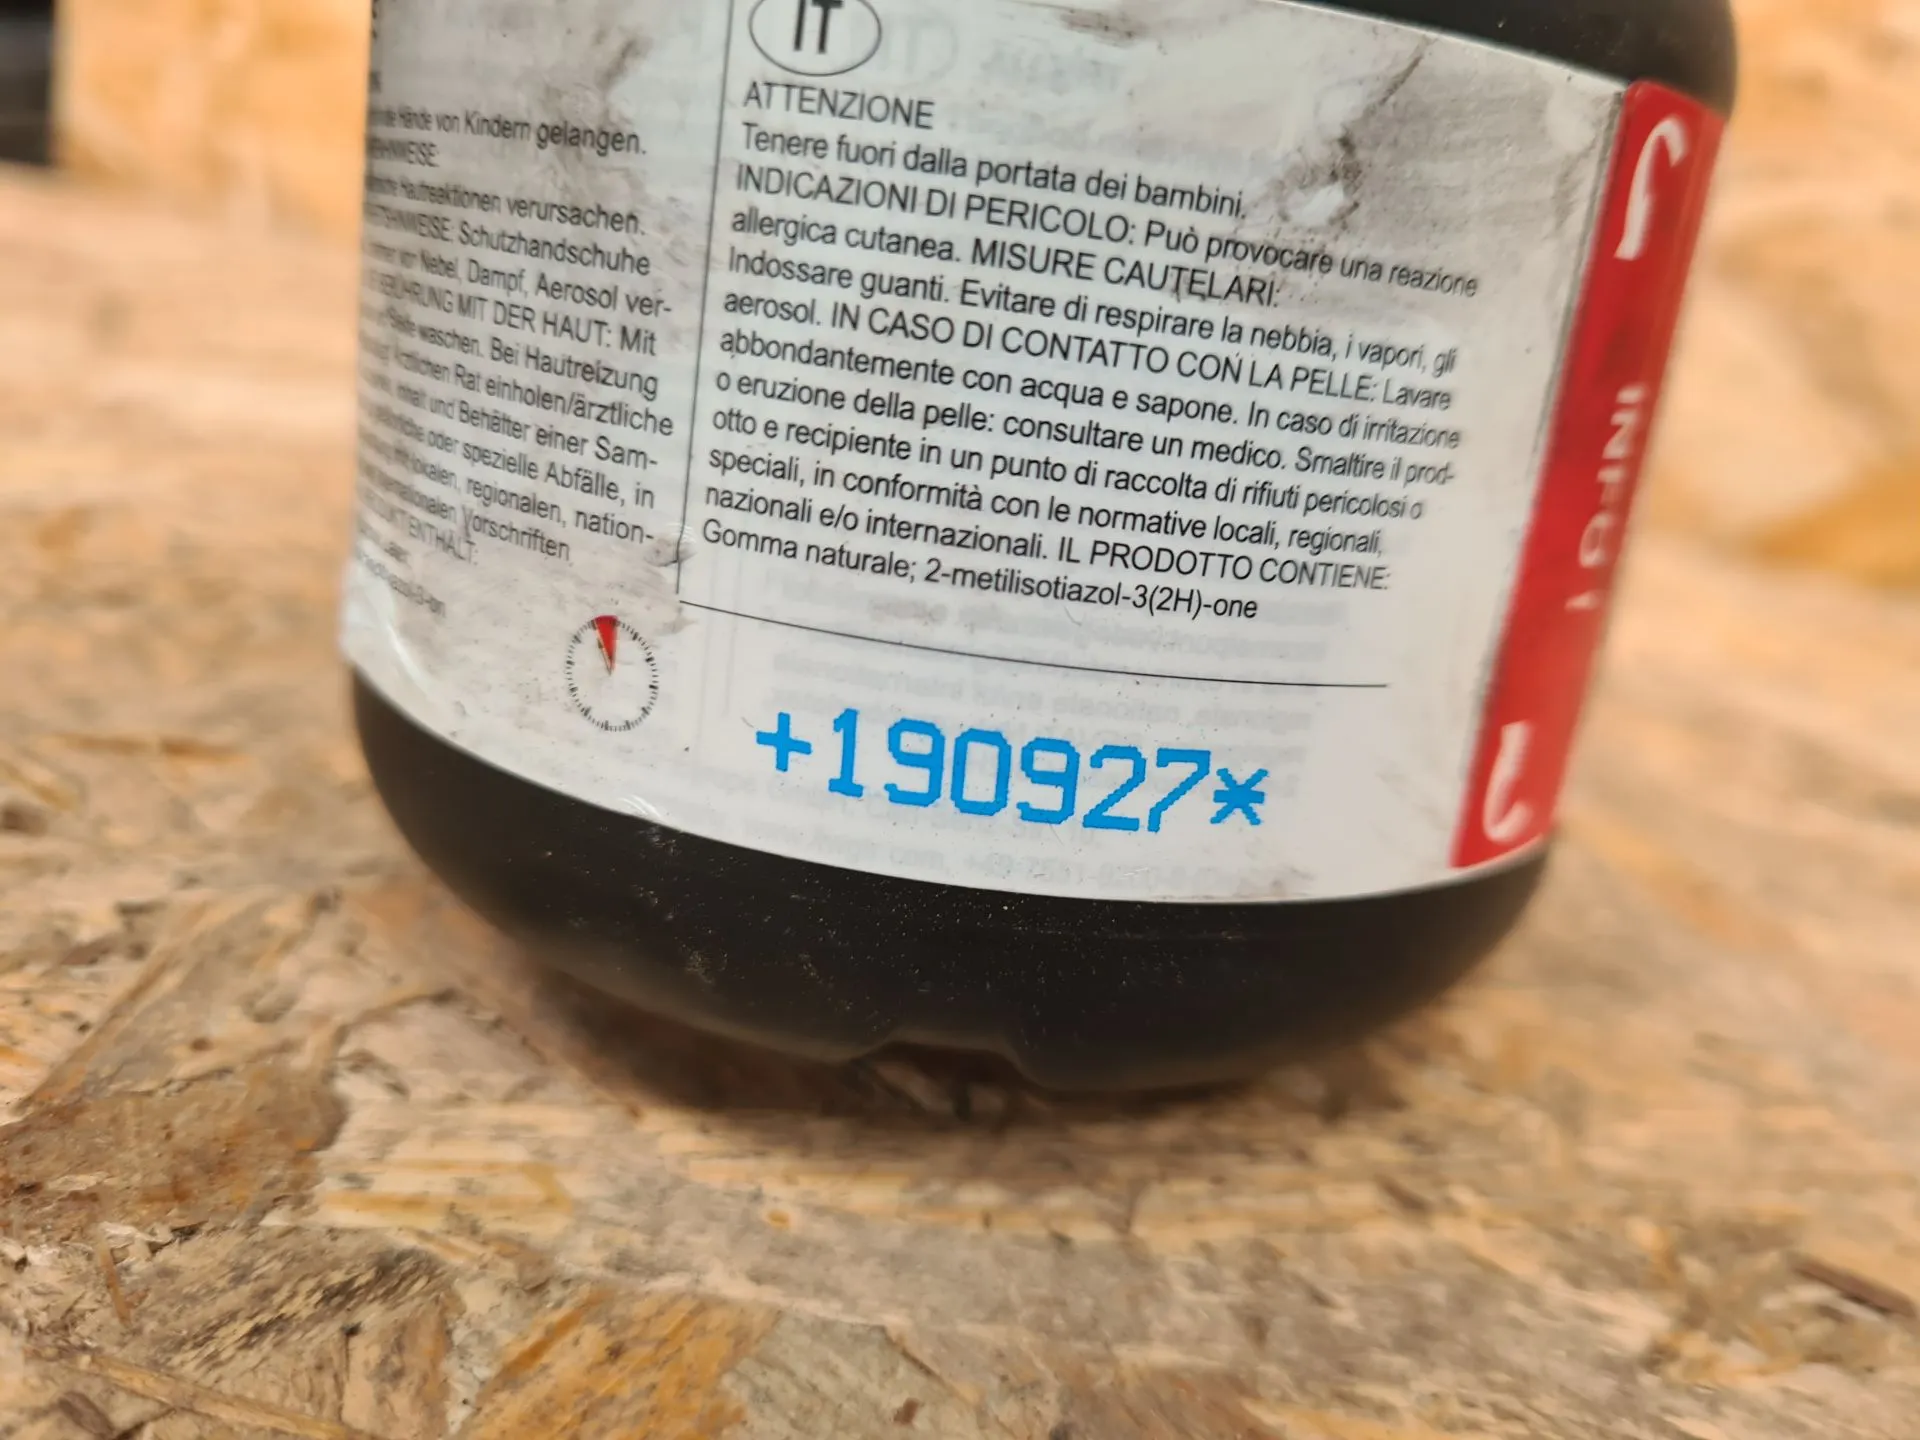 Hände von Kindern gelangen.
Hautreaktionen verursachen.
Schutzhandschuhe
vor Nebel, Dampf, Aerosol ver-
MIT DER HAUT: Mit
waschen. Bei Hautreizung
Ärztlichen Rat einholen/ärztliche
Inhalt und Behälter einer Sam-
oder spezielle Abfälle, in
lokalen, regionalen, nation-
Vorschriften.
IT
ATTENZIONE
Tenere fuori dalla portata dei bambini.
INDICAZIONI DI PERICOLO: Può provocare una reazione
allergica cutanea. MISURE CAUTELARI:
Indossare guanti. Evitare di respirare la nebbia, i vapori, gli
aerosol. IN CASO DI CONTATTO CON LA PELLE: Lavare
abbondantemente con acqua e sapone. In caso di irritazione
o eruzione della pelle: consultare un medico. Smaltire il prod-
otto e recipiente in un punto di raccolta di rifiuti pericolosi o
speciali, in conformità con le normative locali, regionali,
nazionali e/o internazionali. IL PRODOTTO CONTIENE:
Gomma naturale; 2-metilisotiazol-3(2H)-one
+190927*